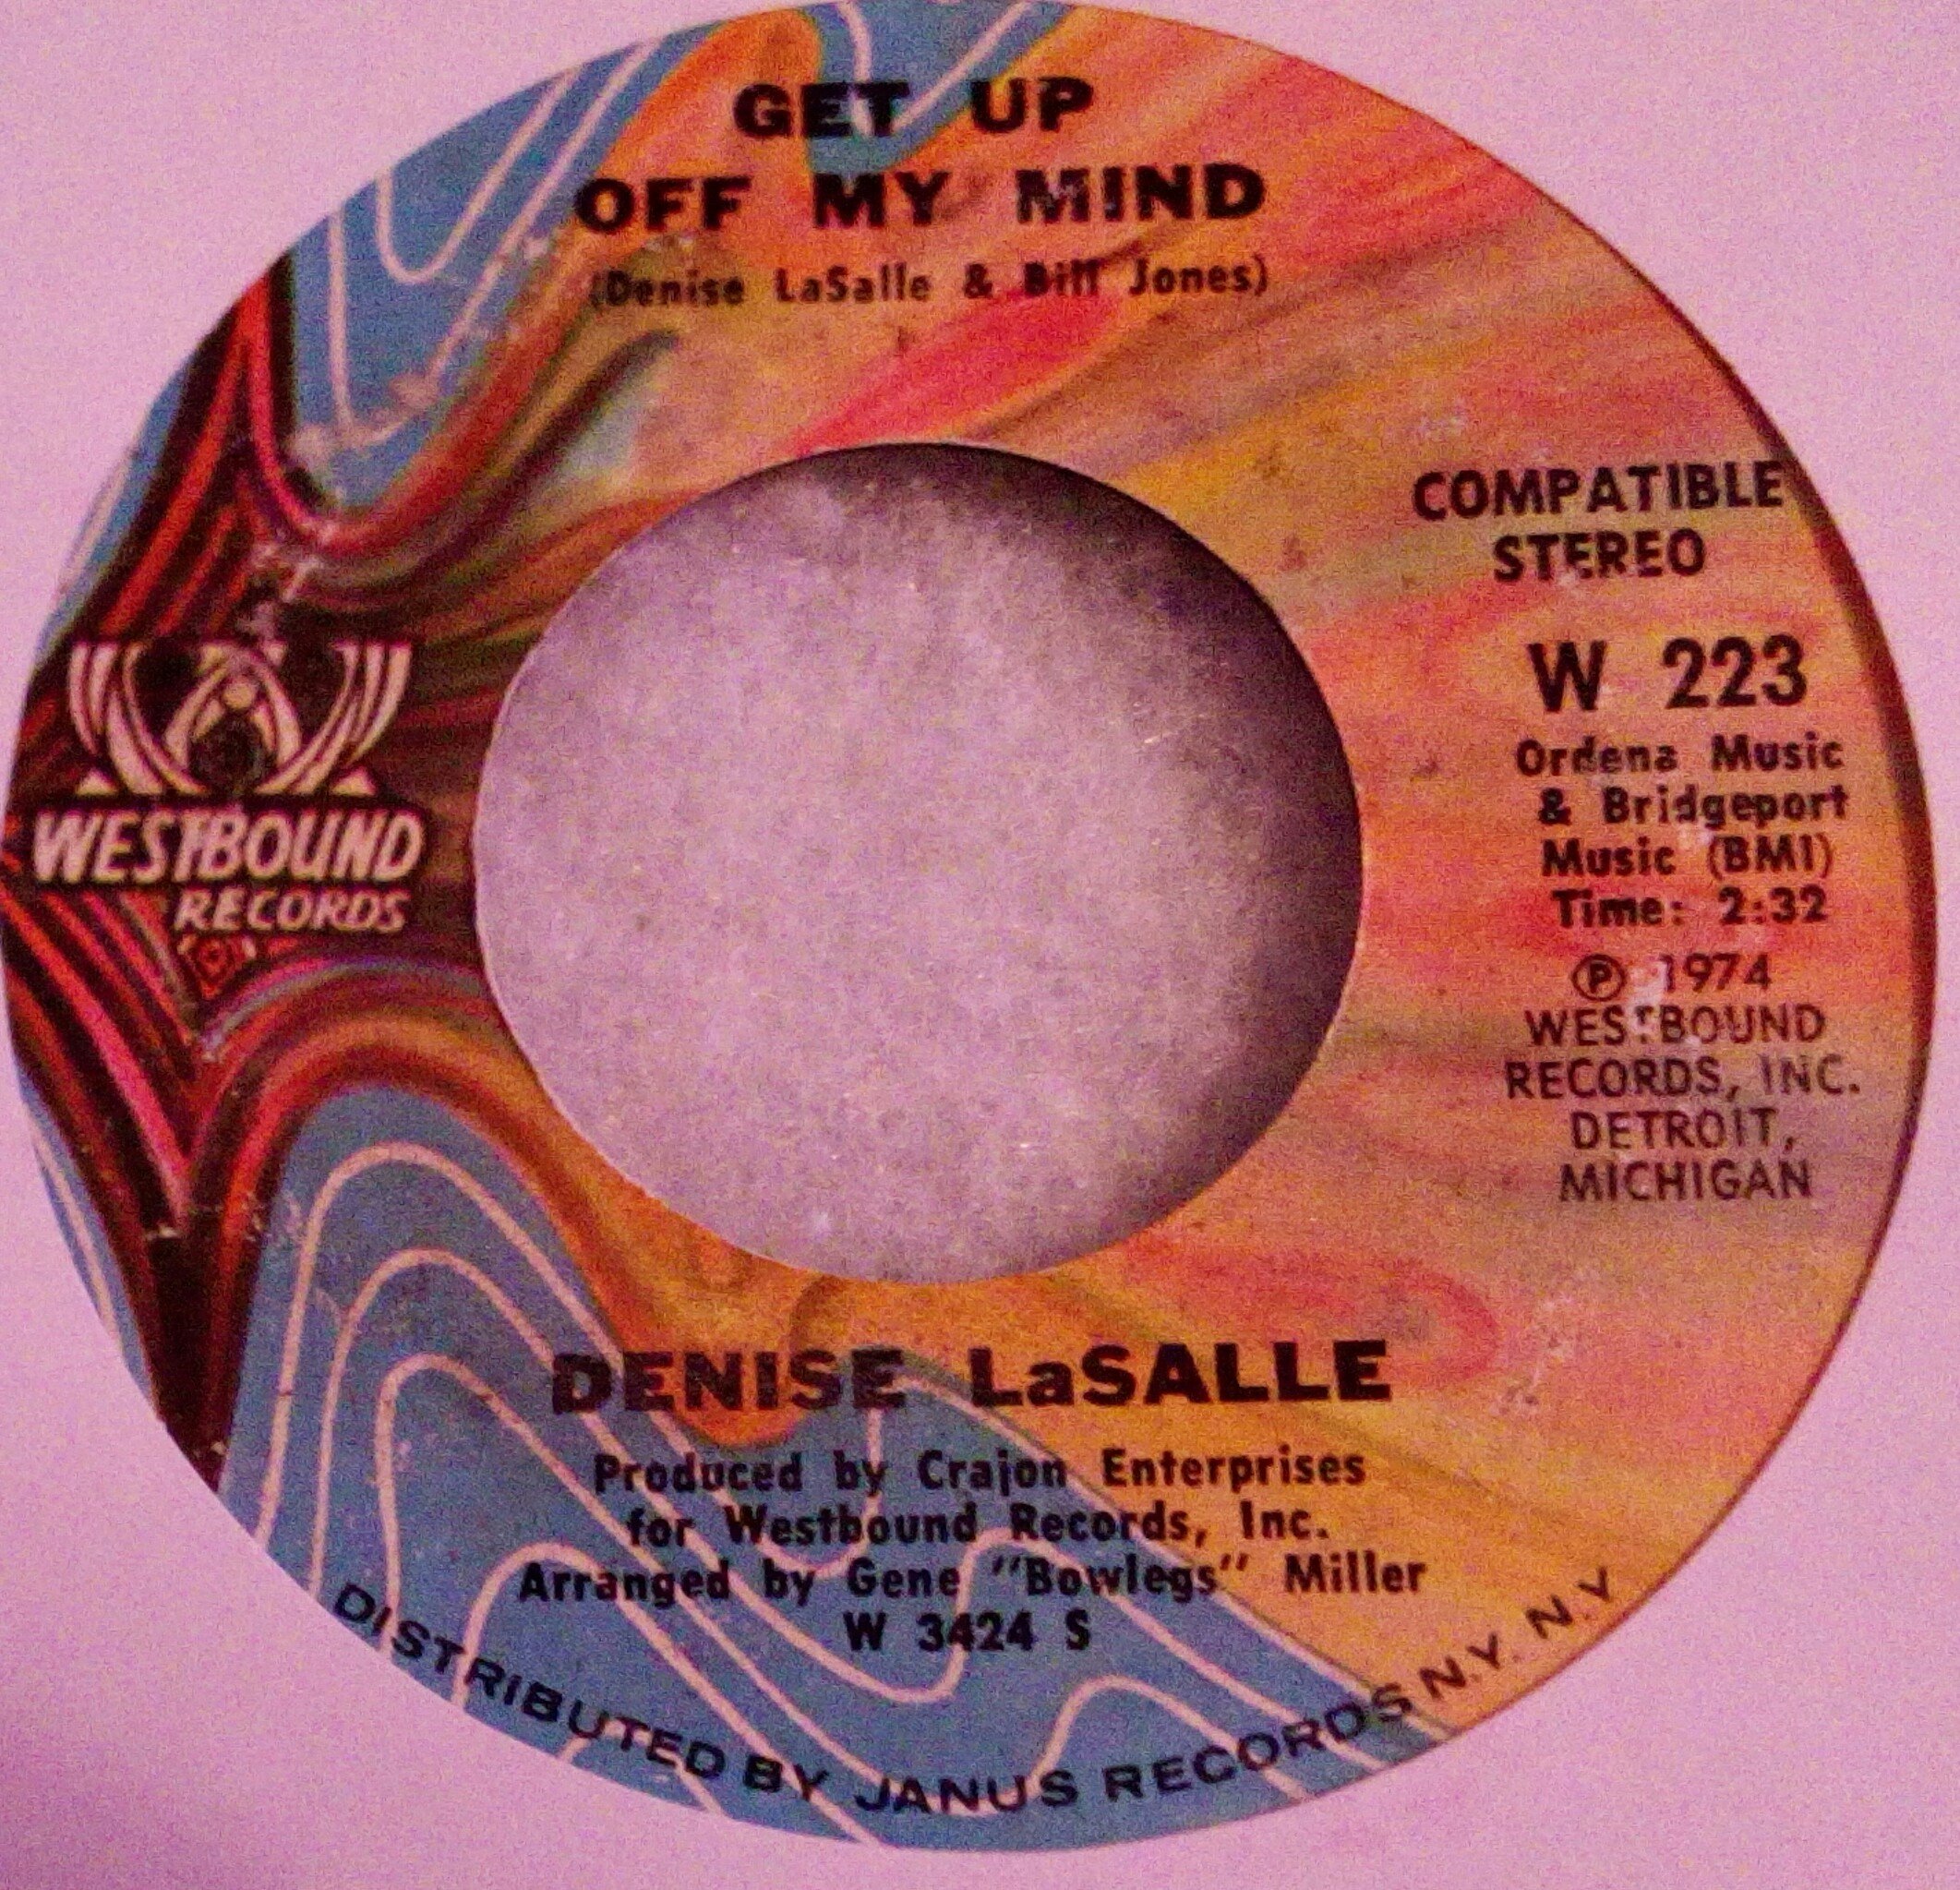 GET UP
OFF MY MIND
(Denise LaSalle & Bill Jones)
COMPATIBLE
STEREO
W 223
Ordena Music
& Bridgeport
Music (BMI)
Time: 2:32
℗ 1974
WESTBOUND
RECORDS, INC.
DETROIT,
MICHIGAN
WESTBOUND
RECORDS
DENISE LaSALLE
Produced by Crajon Enterprises
for Westbound Records, Inc.
Arranged by Gene "Bowlegs" Miller
W 3424 S
DISTRIBUTED BY JANUS RECORDS N.Y. N.Y